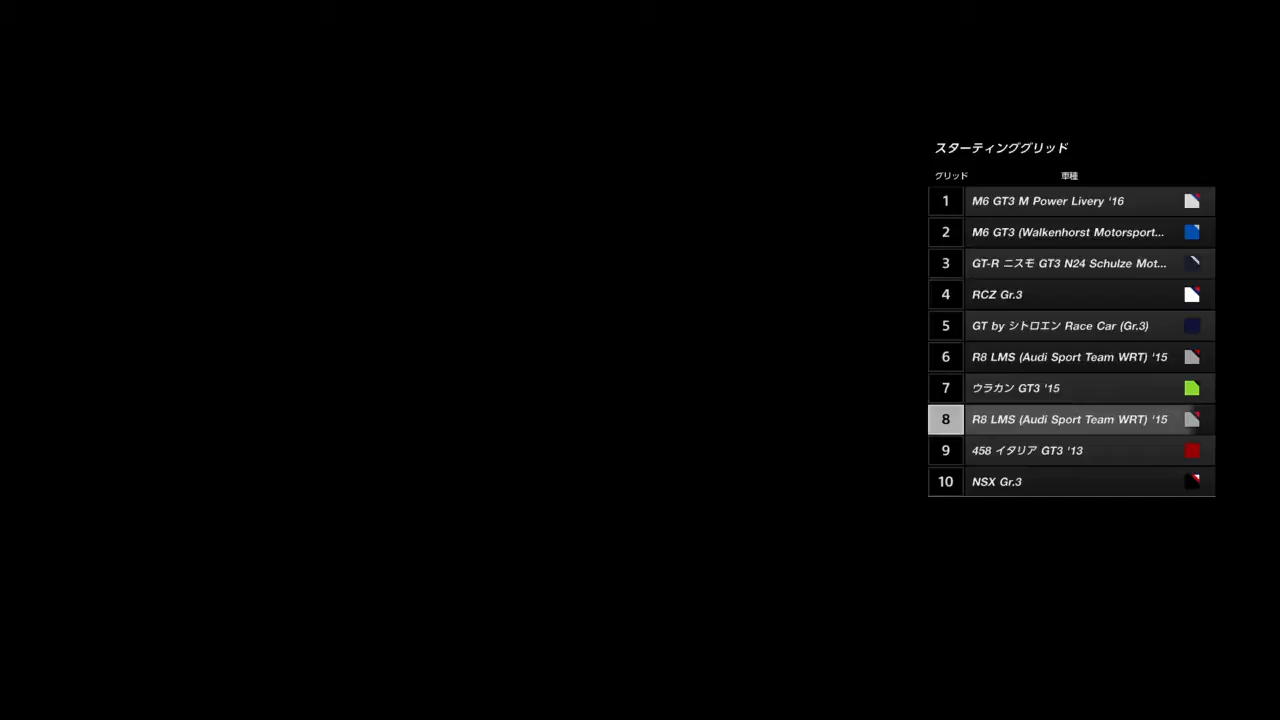 スターティンググリッド
グリッド 車種
1 M6 GT3 M Power Livery '16
2 M6 GT3 (Walkenhorst Motorsport...
3 GT-R ニスモ GT3 N24 Schulze Mot...
4 RCZ Gr.3
5 GT by シトロエン Race Car (Gr.3)
6 R8 LMS (Audi Sport Team WRT) '15
7 ウラカン GT3 '15
8 R8 LMS (Audi Sport Team WRT) '15
9 458 イタリア GT3 '13
10 NSX Gr.3